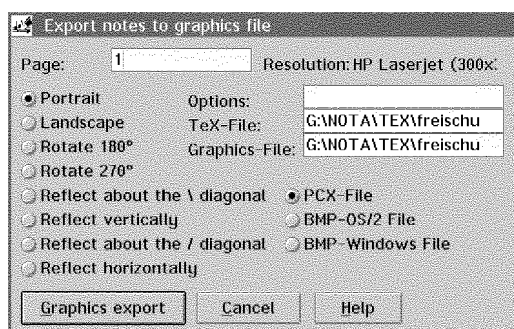 Export notes to graphics file
Page: 1 Resolution: HP Laserjet (300x
Portrait Options:
Landscape TeX-File: G:\NOTA\TEX\freischu
Rotate 180° Graphics-File: G:\NOTA\TEX\freischu
Rotate 270°
Reflect about the \ diagonal PCX-File
Reflect vertically BMP-OS/2 File
Reflect about the / diagonal BMP-Windows File
Reflect horizontally
Graphics export Cancel Help